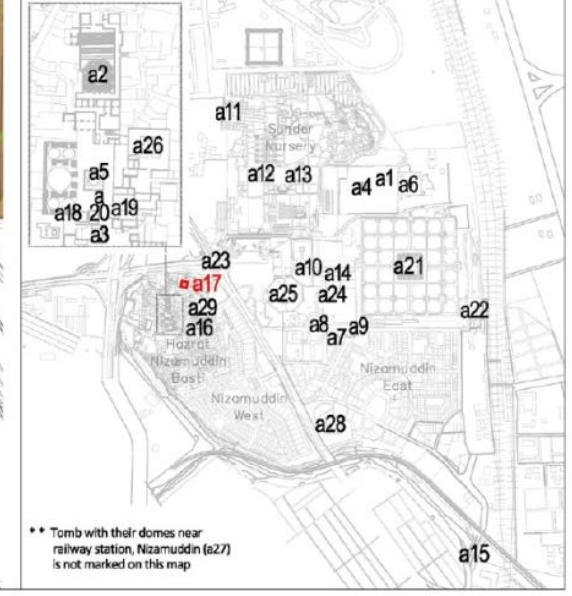 a2
a26
a5
a
a18 20 a19
a3
a11
Sunder
Nursery
a12 a13
a4 a1 a6
a23
a17
a10 a14
a21
a25 a24
a29
a16
a22
a8 a7 a9
Hazrat
Nizamuddin
Basti
Nizamuddin
East
Nizamuddin
West
a28
** Tomb with their domes near
railway station, Nizamuddin (a27)
is not marked on this map
a15